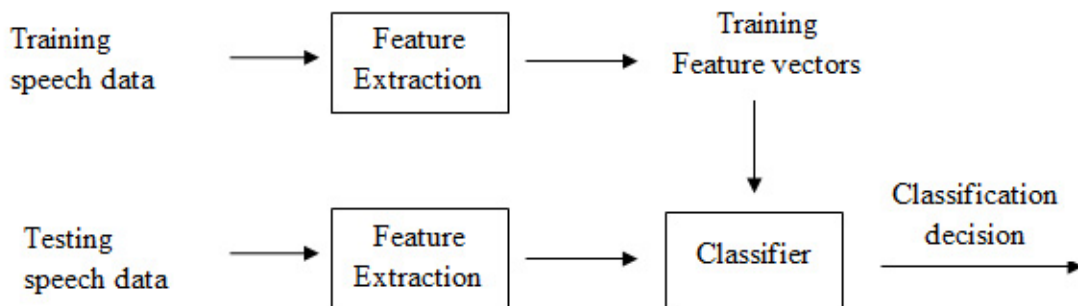 Training
speech data
Feature
Extraction
Training
Feature vectors
Testing
speech data
Feature
Extraction
Classifier
Classification
decision